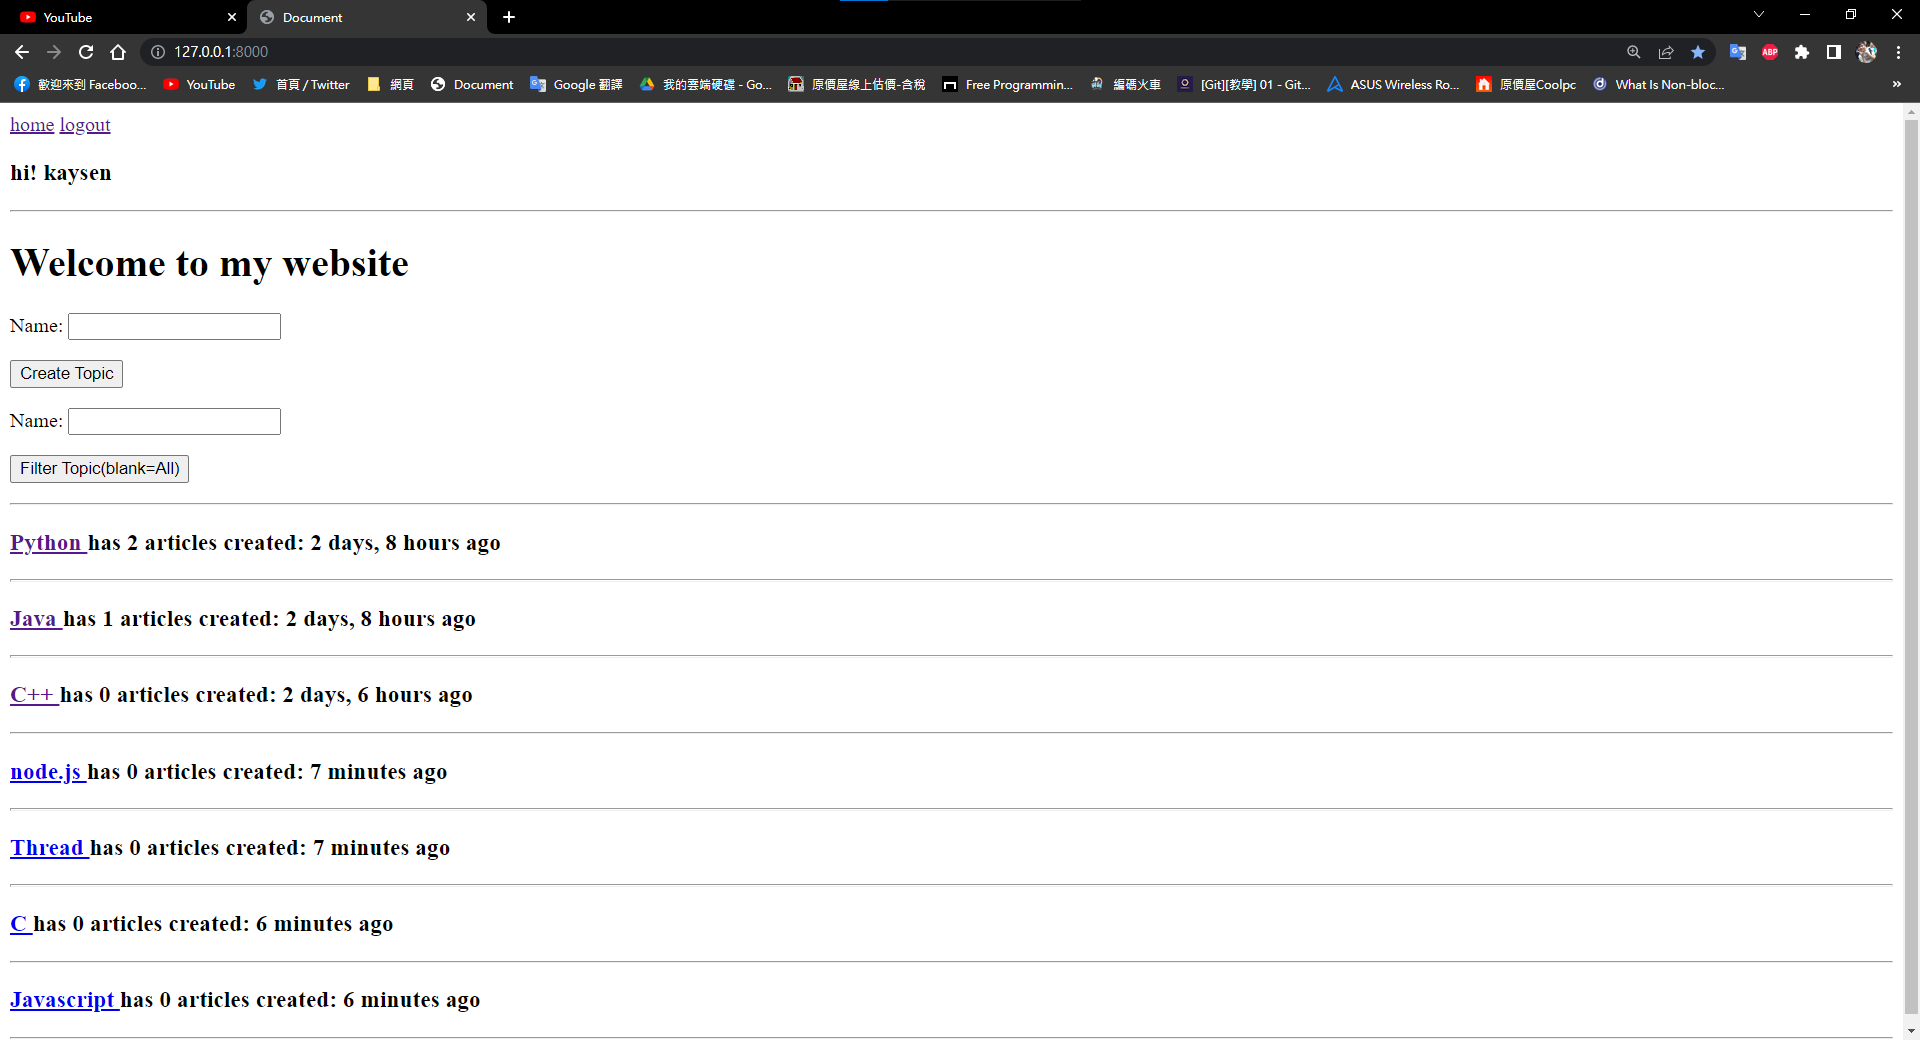 YouTube
Document
127.0.0.1:8000
歡迎來到 Faceboo...
YouTube
首頁 / Twitter
網頁
Document
Google 翻譯
我的雲端硬碟 - Go...
原價屋線上估價-含稅
Free Programmin...
編碼火車
[Git][教學] 01 - Git...
ASUS Wireless Ro...
原價屋Coolpc
What Is Non-bloc...
»
ABP
home logout
hi! kaysen
Welcome to my website
Name:
Create Topic
Name:
Filter Topic(blank=All)
Python has 2 articles created: 2 days, 8 hours ago
Java has 1 articles created: 2 days, 8 hours ago
C++ has 0 articles created: 2 days, 6 hours ago
node.js has 0 articles created: 7 minutes ago
Thread has 0 articles created: 7 minutes ago
C has 0 articles created: 6 minutes ago
Javascript has 0 articles created: 6 minutes ago